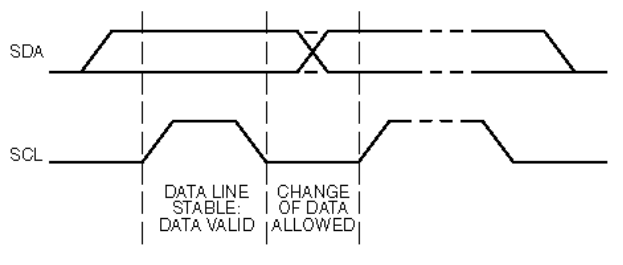 SDA
SCL
DATA LINE
STABLE:
DATA VALID
CHANGE
OF DATA
ALLOWED